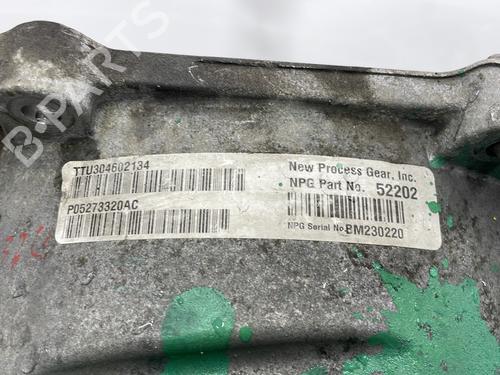 B-PARTS
TTU304602134
P05273320AC
New Process Gear, Inc.
NPG Part No. 52202
NPG Serial No. BM230220